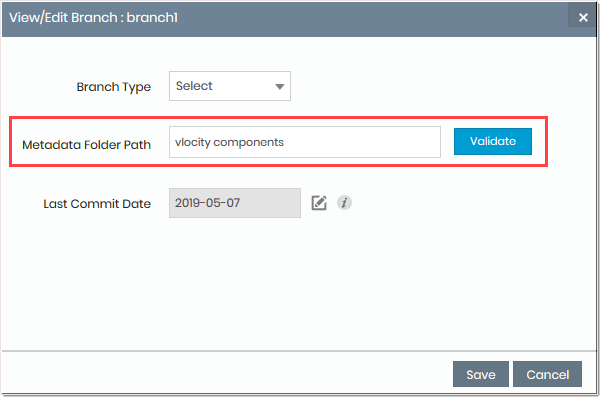 View/Edit Branch : branch1
×
Branch Type
Select
Metadata Folder Path
vlocity components
Validate
Last Commit Date
2019-05-07
i
Save
Cancel